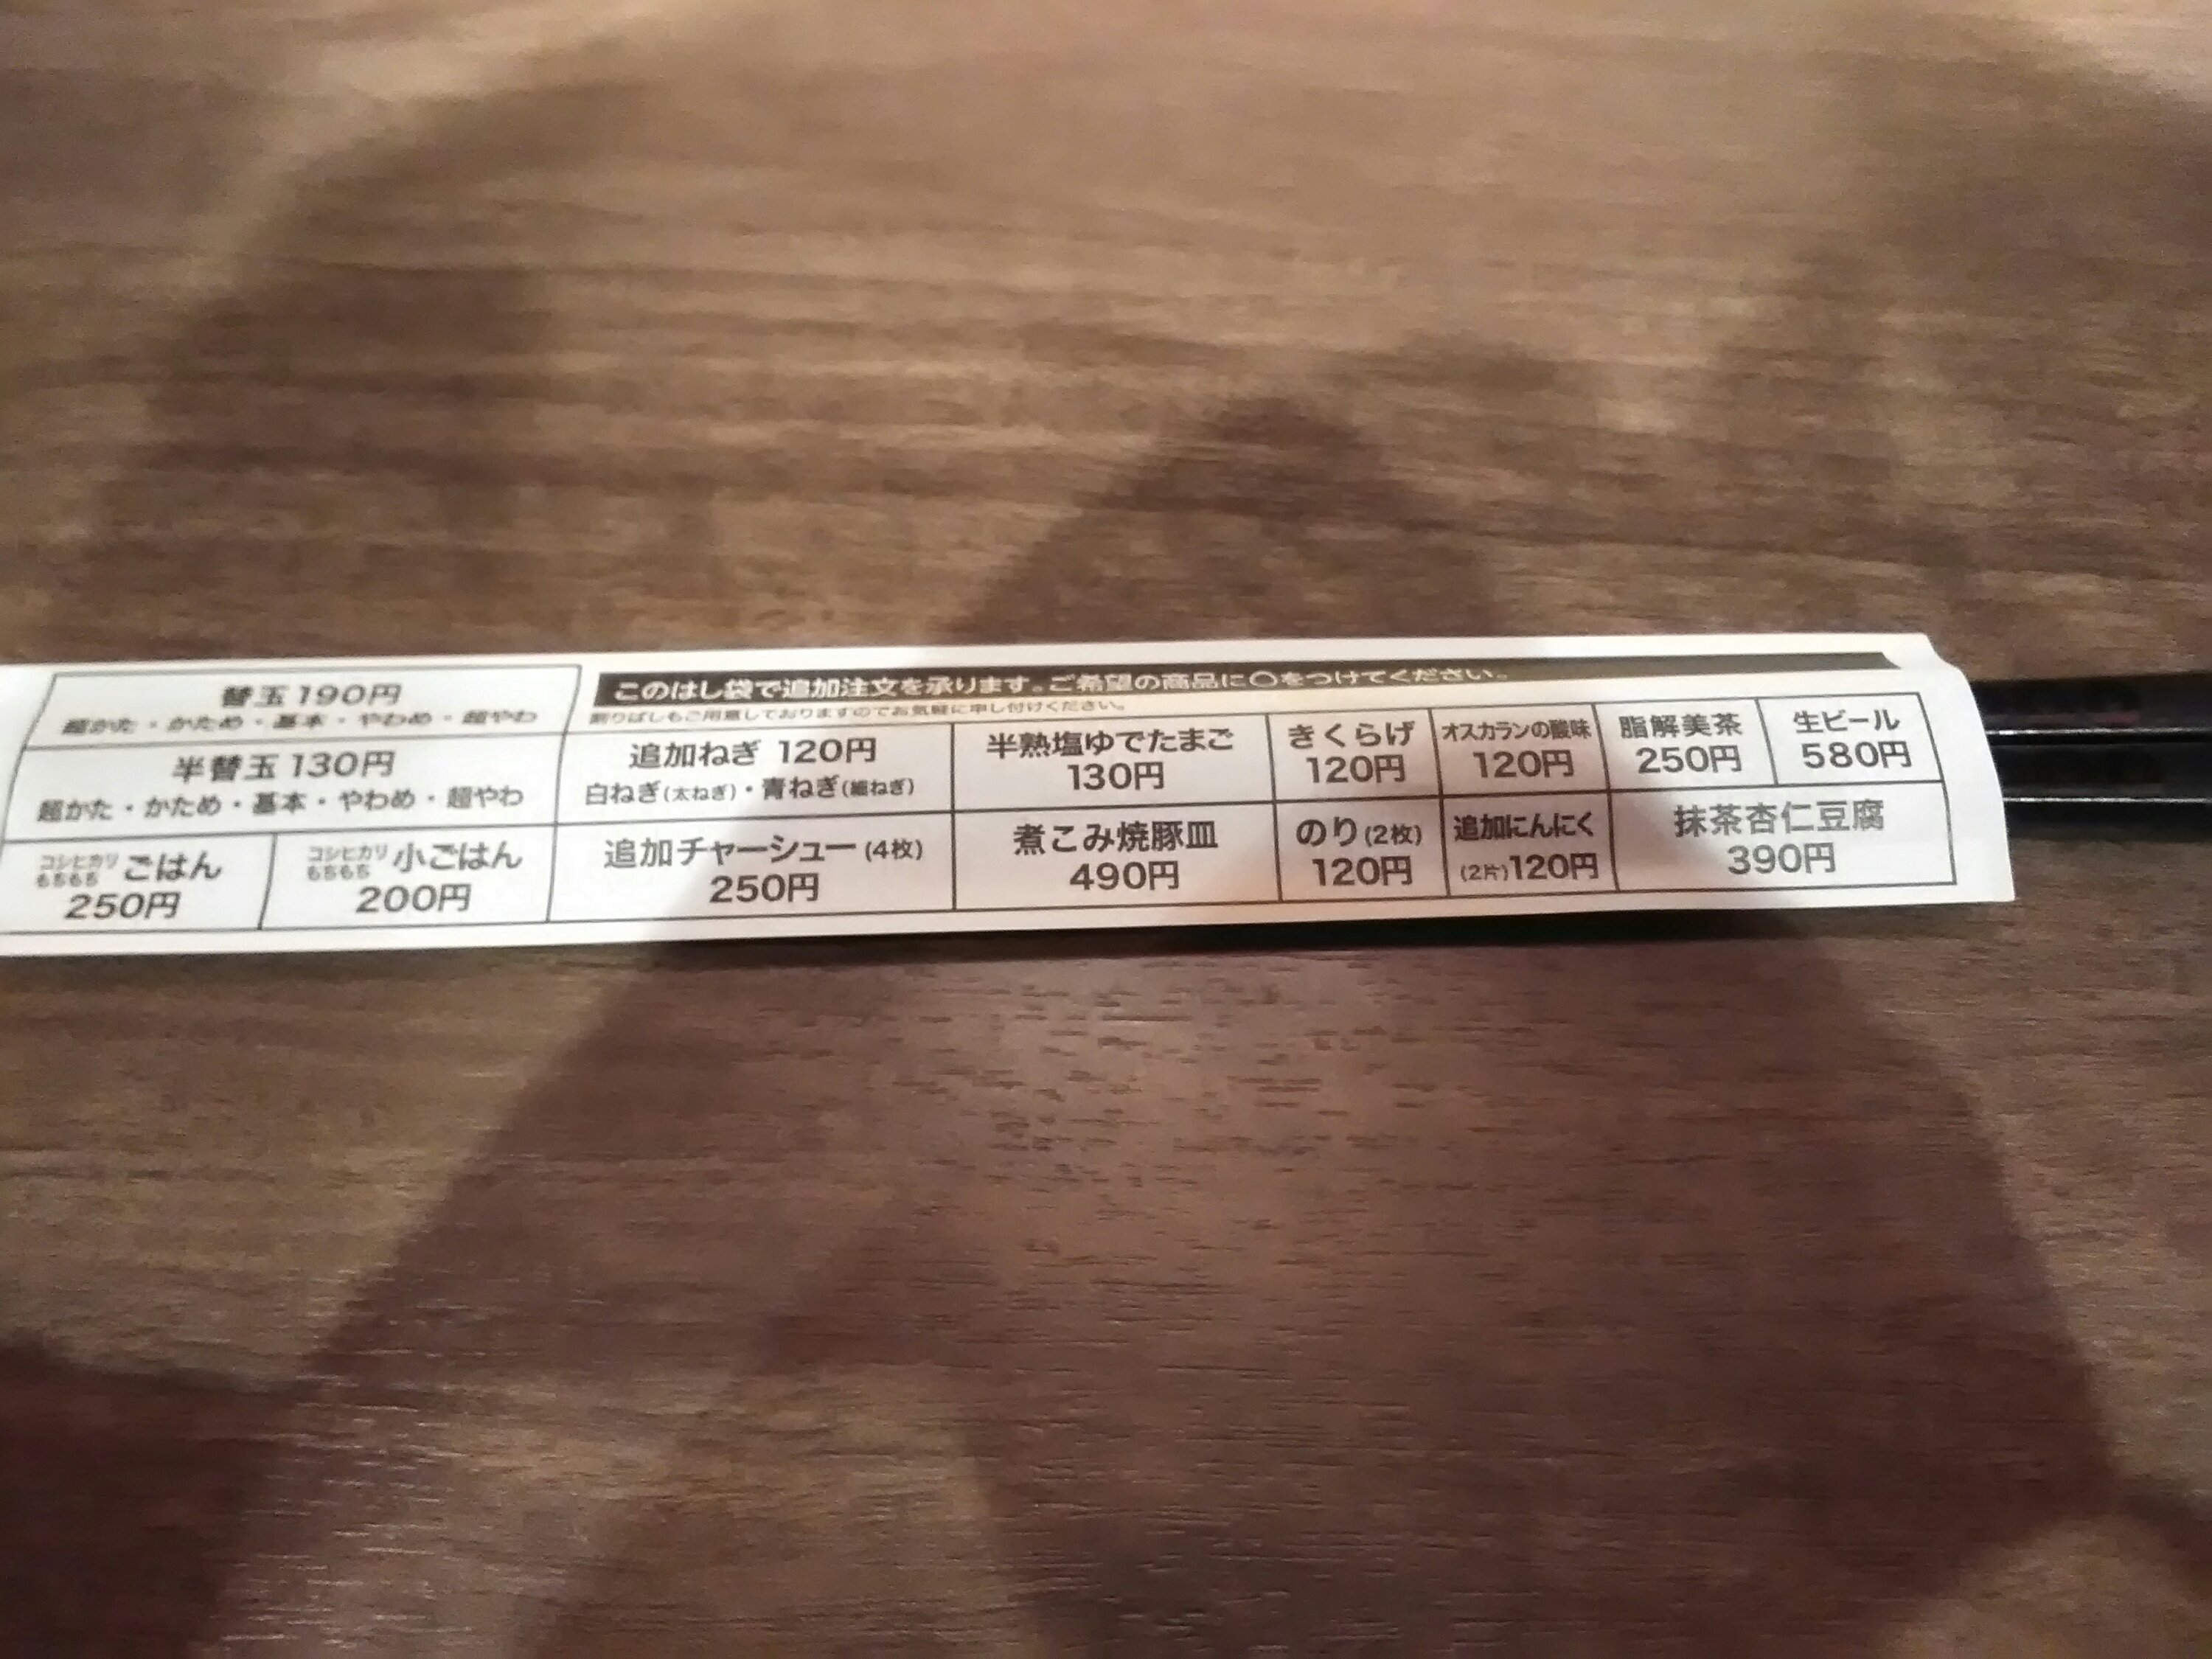 替玉190円
超かた・かため・基本・やわめ・超やわ
半替玉130円
超かた・かため・基本・やわめ・超やわ
コシヒカリもちもち ごはん
250円
コシヒカリもちもち 小ごはん
200円
このはし袋で追加注文を承ります。ご希望の商品に〇をつけてください。
割りばしもご用意しておりますのでお気軽に申し付けください。
追加ねぎ 120円
白ねぎ(太ねぎ)・青ねぎ(細ねぎ)
半熟塩ゆでたまご
130円
きくらげ
120円
オスカランの酸味
120円
脂解美茶
250円
生ビール
580円
追加チャーシュー(4枚)
250円
煮こみ焼豚皿
490円
のり(2枚)
120円
追加にんにく
(2片)120円
抹茶杏仁豆腐
390円